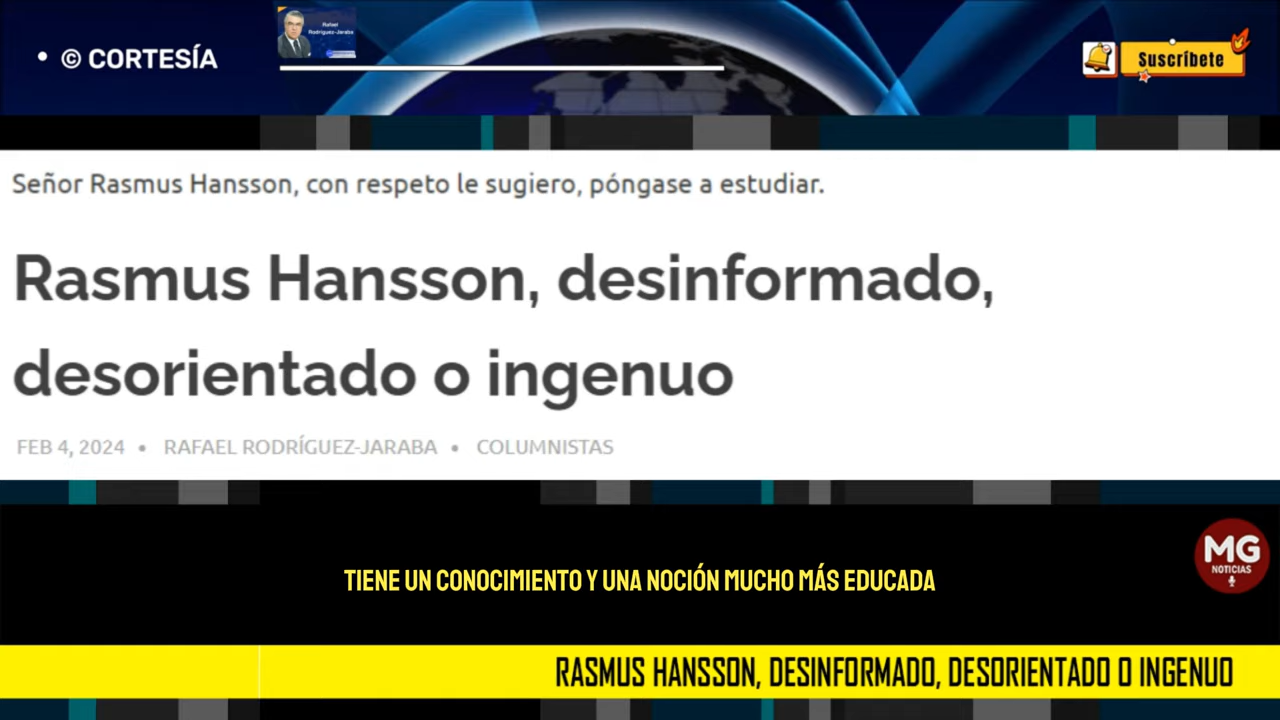 • © CORTESÍA
Rafael
Rodríguez-Jaraba
Suscríbete
Señor Rasmus Hansson, con respeto le sugiero, póngase a estudiar.
Rasmus Hansson, desinformado,
desorientado o ingenuo
FEB 4, 2024 • RAFAEL RODRÍGUEZ-JARABA • COLUMNISTAS
MG
NOTICIAS
TIENE UN CONOCIMIENTO Y UNA NOCIÓN MUCHO MÁS EDUCADA
RASMUS HANSSON, DESINFORMADO, DESORIENTADO O INGENUO